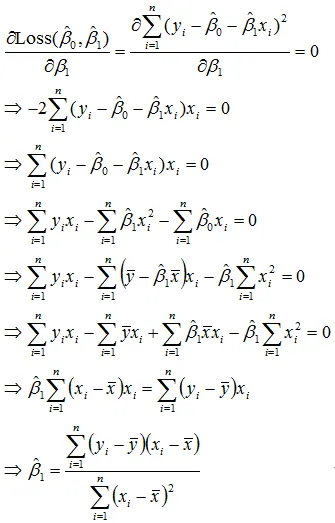 ∂Loss(β̂₀, β̂₁)/∂β₁ = ∂∑ᵢ₌₁ⁿ(yᵢ − β̂₀ − β̂₁xᵢ)²/∂β₁ = 0
⇒ −2∑ᵢ₌₁ⁿ(yᵢ − β̂₀ − β̂₁xᵢ)xᵢ = 0
⇒ ∑ᵢ₌₁ⁿ(yᵢ − β̂₀ − β̂₁xᵢ)xᵢ = 0
⇒ ∑ᵢ₌₁ⁿ yᵢxᵢ − ∑ᵢ₌₁ⁿ β̂₁xᵢ² − ∑ᵢ₌₁ⁿ β̂₀xᵢ = 0
⇒ ∑ᵢ₌₁ⁿ yᵢxᵢ − ∑ᵢ₌₁ⁿ(y̅ − β̂₁x̅)xᵢ − β̂₁∑ᵢ₌₁ⁿ xᵢ² = 0
⇒ ∑ᵢ₌₁ⁿ yᵢxᵢ − ∑ᵢ₌₁ⁿ y̅xᵢ + ∑ᵢ₌₁ⁿ β̂₁x̅xᵢ − β̂₁∑ᵢ₌₁ⁿ xᵢ² = 0
⇒ β̂₁∑ᵢ₌₁ⁿ(xᵢ − x̅)xᵢ = ∑ᵢ₌₁ⁿ(yᵢ − y̅)xᵢ
⇒ β̂₁ = ∑ᵢ₌₁ⁿ(yᵢ − y̅)(xᵢ − x̅)/∑ᵢ₌₁ⁿ(xᵢ − x̅)²